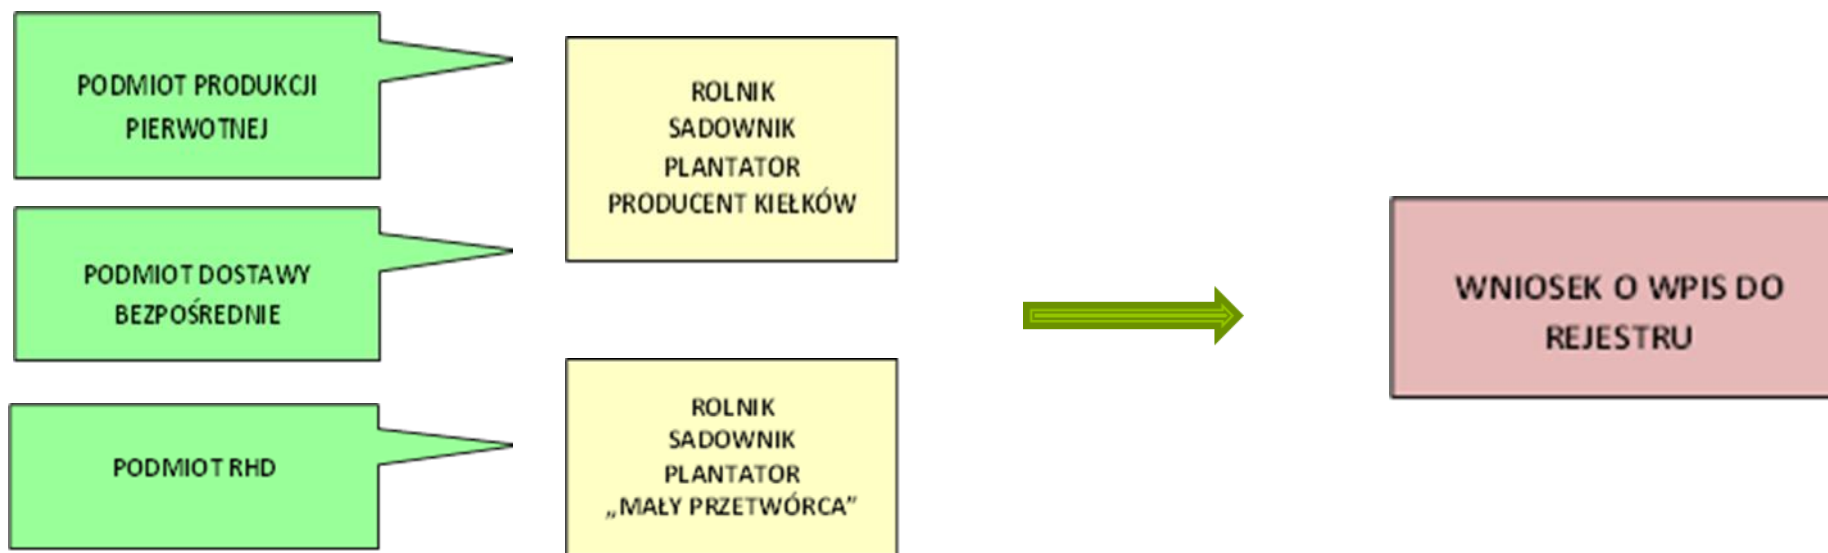 PODMIOT PRODUKCJI
PIERWOTNEJ
PODMIOT DOSTAWY
BEZPOŚREDNIE
PODMIOT RHD
ROLNIK
SADOWNIK
PLANTATOR
PRODUCENT KIEŁKÓW
ROLNIK
SADOWNIK
PLANTATOR
„MAŁY PRZETWÓRCA”
WNIOSEK O WPIS DO
REJESTRU